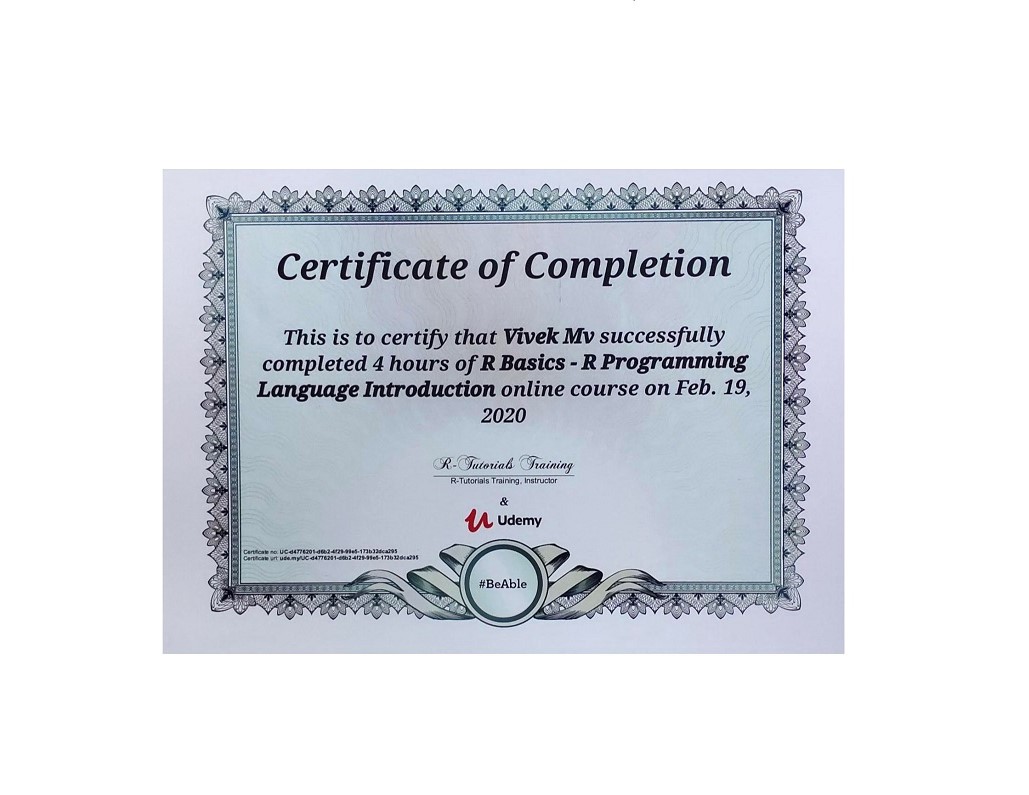 Certificate of Completion
This is to certify that Vivek Mv successfully
completed 4 hours of R Basics - R Programming
Language Introduction online course on Feb. 19,
2020
R-Tutorials Training
R-Tutorials Training, Instructor
&
Udemy
Certificate no: UC-d4776201-d6b2-4f29-99e5-173b32dca295
Certificate url: ude.my/UC-d4776201-d6b2-4f29-99e5-173b32dca295
#BeAble